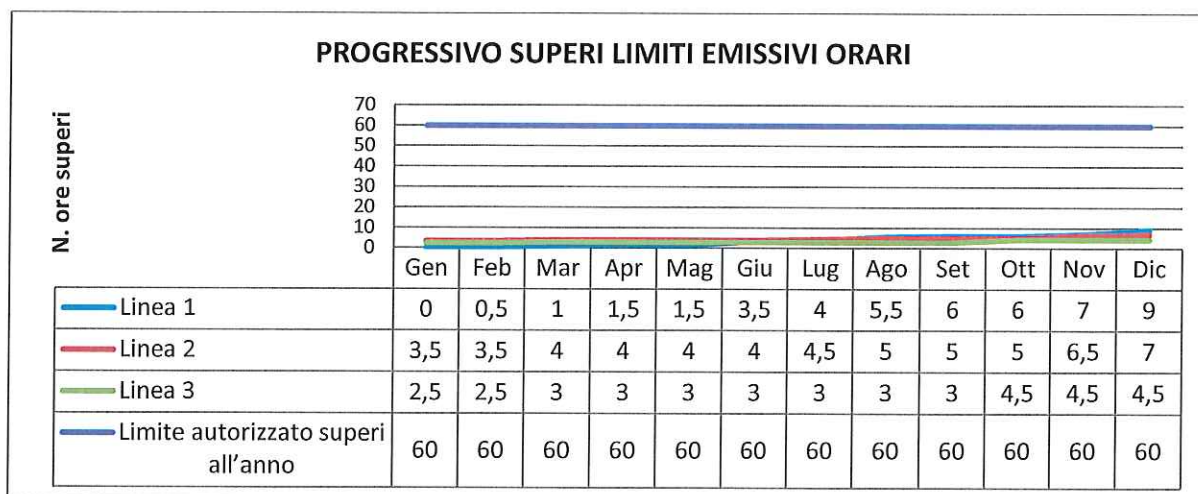 PROGRESSIVO SUPERI LIMITI EMISSIVI ORARI
N. ore superi
70
60
50
40
30
20
10
0
Gen Feb Mar Apr Mag Giu Lug Ago Set Ott Nov Dic
Linea 1 0 0,5 1 1,5 1,5 3,5 4 5,5 6 6 7 9
Linea 2 3,5 3,5 4 4 4 4 4,5 5 5 5 6,5 7
Linea 3 2,5 2,5 3 3 3 3 3 3 3 4,5 4,5 4,5
Limite autorizzato superi
all'anno 60 60 60 60 60 60 60 60 60 60 60 60